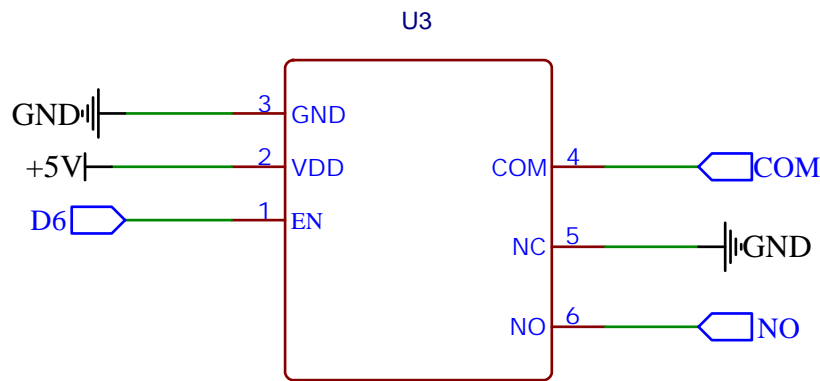 U3
GND 3 GND
+5V 2 VDD
COM 4 COM
D6 1 EN
NC 5 GND
NO 6 NO